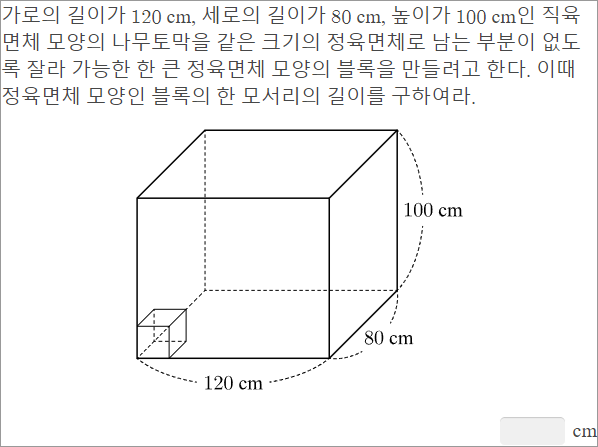 가로의 길이가 120 cm, 세로의 길이가 80 cm, 높이가 100 cm인 직육
면체 모양의 나무토막을 같은 크기의 정육면체로 남는 부분이 없도
록 잘라 가능한 한 큰 정육면체 모양의 블록을 만들려고 한다. 이때
정육면체 모양인 블록의 한 모서리의 길이를 구하여라.
100 cm
80 cm
120 cm
cm